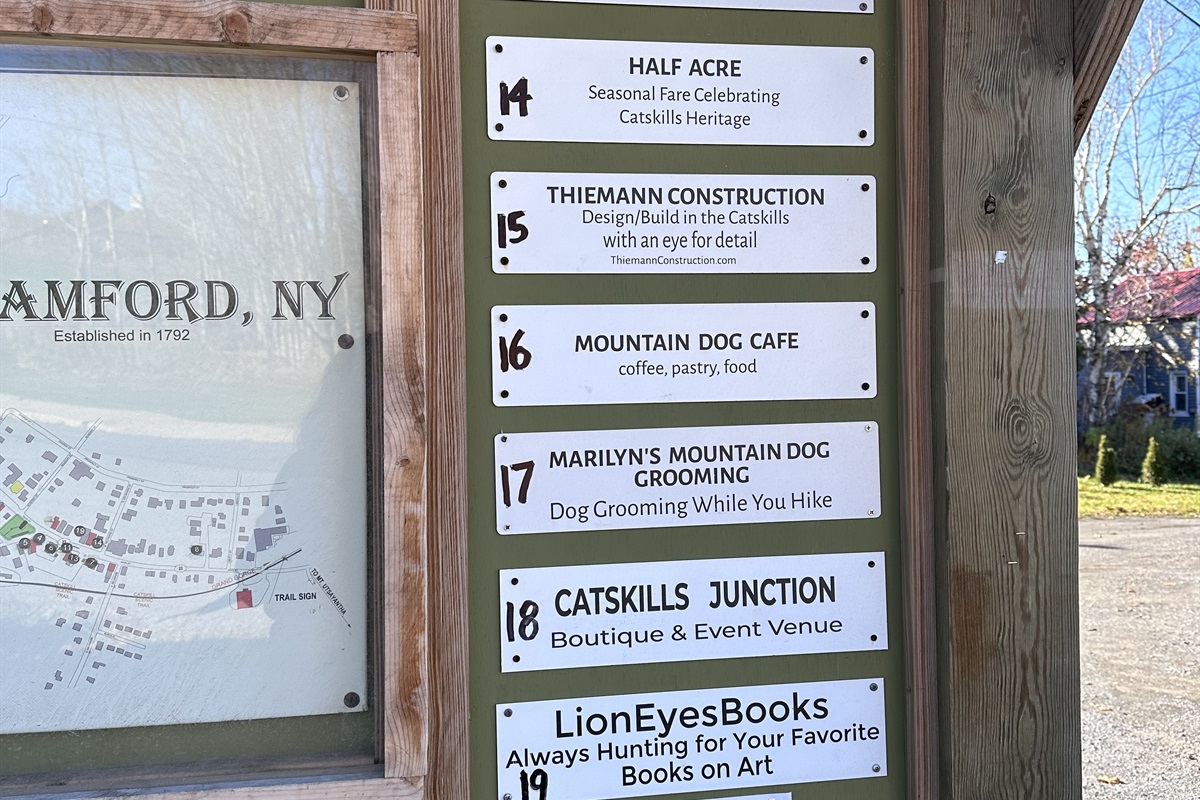 AMFORD, NY
Established in 1792
TRAIL SIGN
TO MT. UTSAYANTHA
14
HALF ACRE
Seasonal Fare Celebrating
Catskills Heritage
15
THIEMANN CONSTRUCTION
Design/Build in the Catskills
with an eye for detail
ThiemannConstruction.com
16
MOUNTAIN DOG CAFE
coffee, pastry, food
17
MARILYN'S MOUNTAIN DOG
GROOMING
Dog Grooming While You Hike
18
CATSKILLS JUNCTION
Boutique & Event Venue
LionEyesBooks
Always Hunting for Your Favorite
Books on Art
19